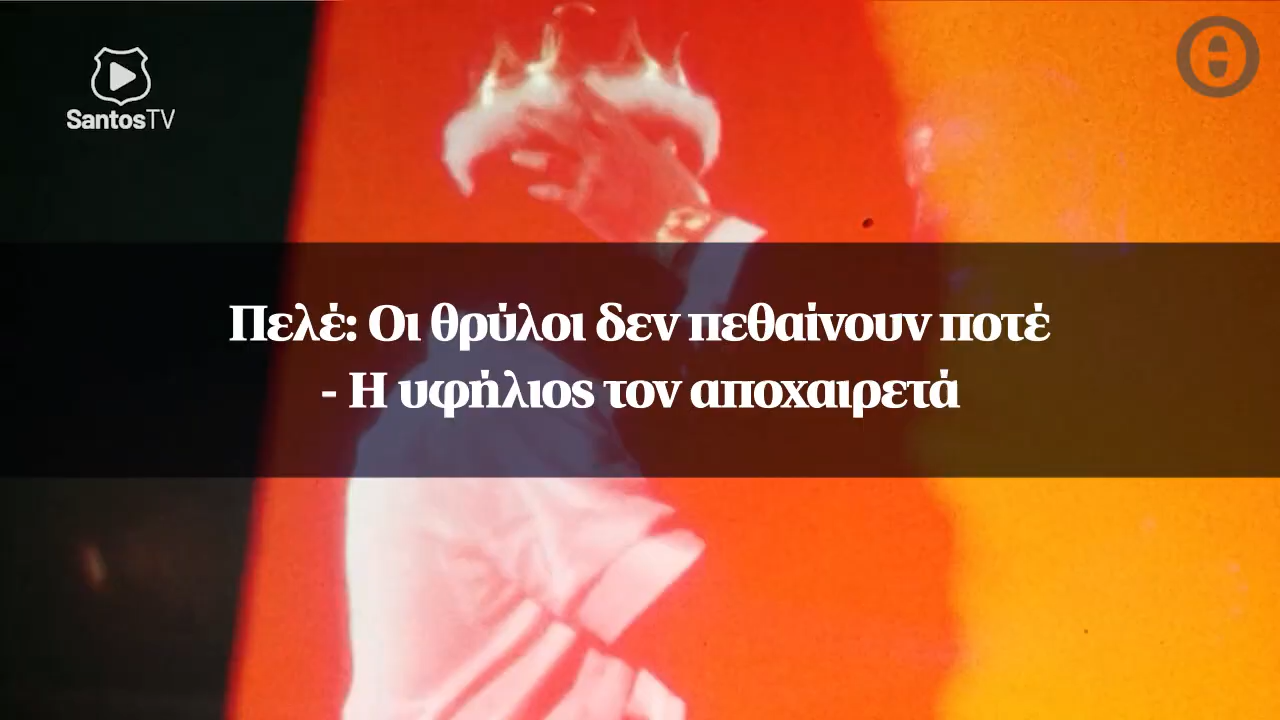 SantosTV
Πελέ: Οι θρύλοι δεν πεθαίνουν ποτέ
- Η υφήλιος τον αποχαιρετά